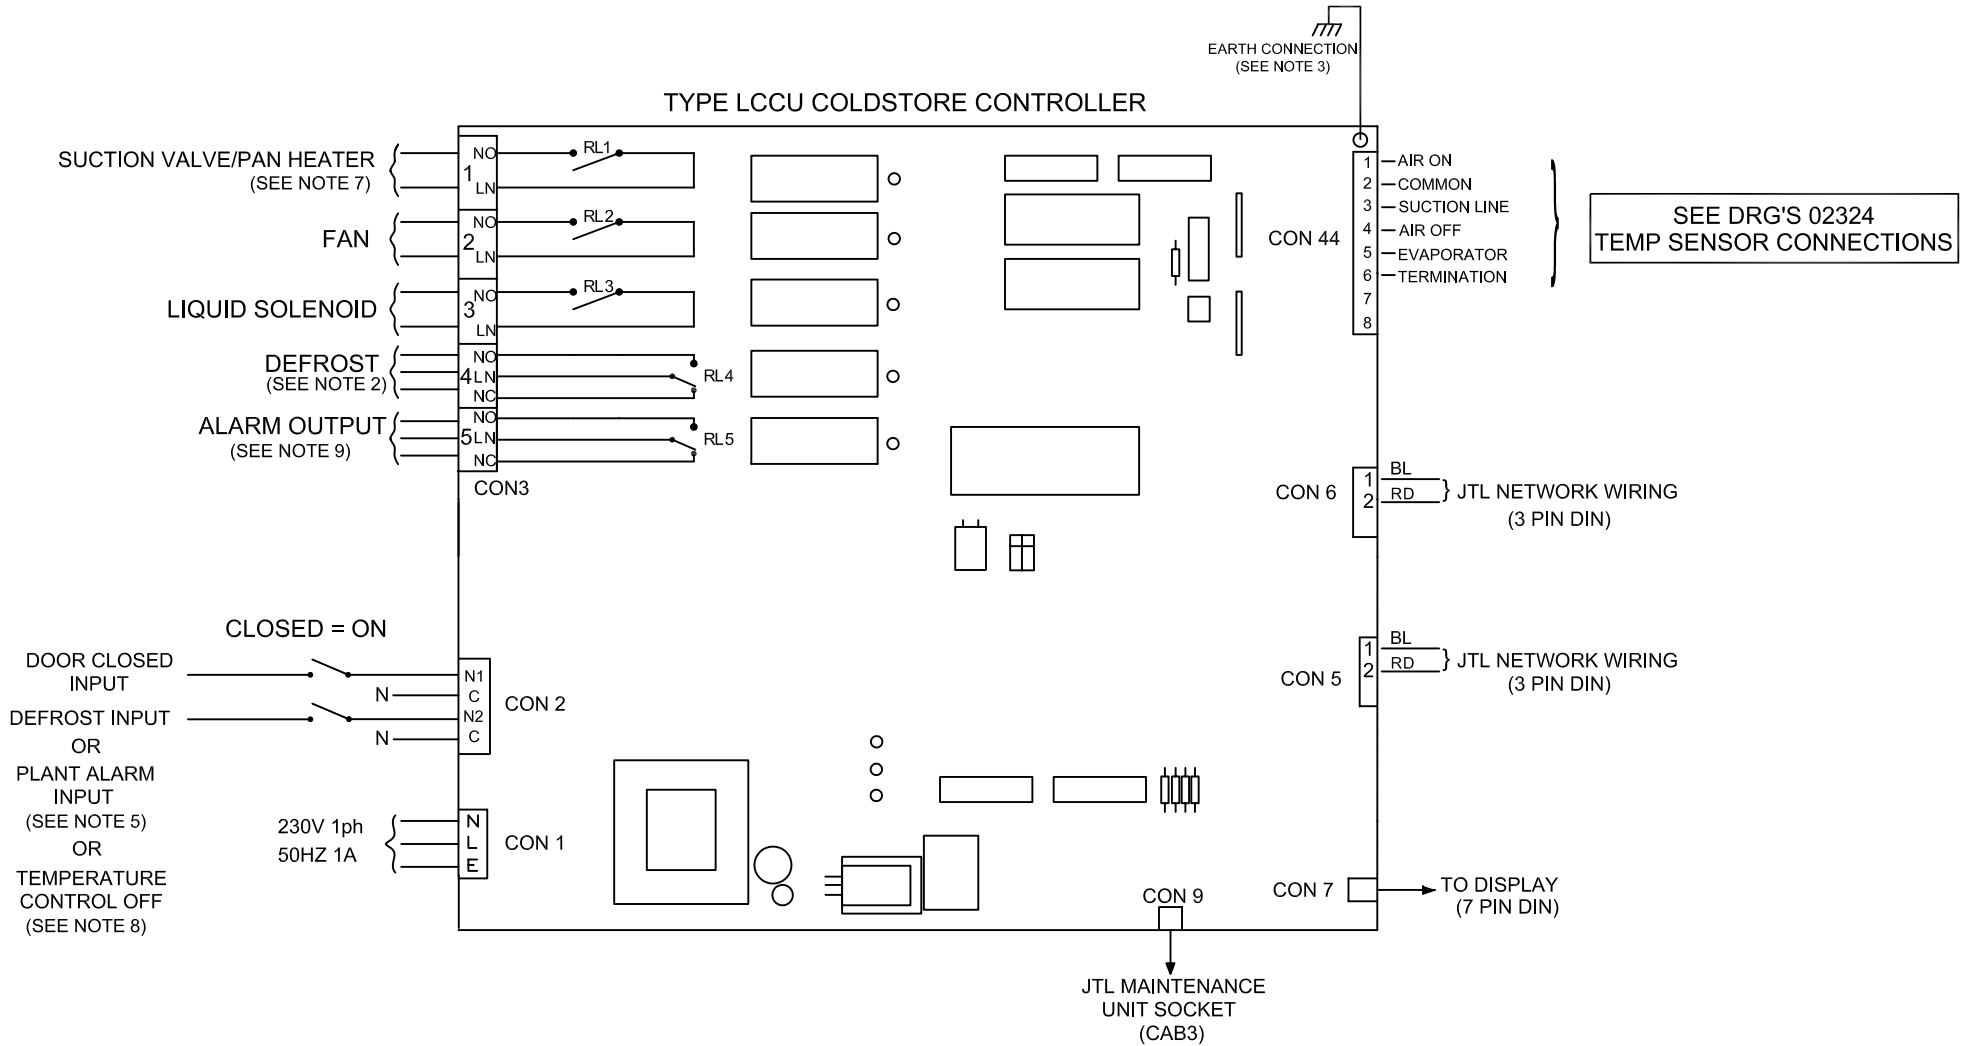 EARTH CONNECTION
(SEE NOTE 3)
TYPE LCCU COLDSTORE CONTROLLER
SUCTION VALVE/PAN HEATER
(SEE NOTE 7)
FAN
LIQUID SOLENOID
DEFROST
(SEE NOTE 2)
ALARM OUTPUT
(SEE NOTE 9)
NO
1
LN
RL1
NO
2
LN
RL2
NO
3
LN
RL3
NO
4 LN
NC
RL4
NO
5 LN
NC
RL5
CON3
CON 44
1 AIR ON
2 COMMON
3 SUCTION LINE
4 AIR OFF
5 EVAPORATOR
6 TERMINATION
7
8
SEE DRG'S 02324
TEMP SENSOR CONNECTIONS
CON 6
1 BL
2 RD
JTL NETWORK WIRING
(3 PIN DIN)
CON 5
1 BL
2 RD
JTL NETWORK WIRING
(3 PIN DIN)
CLOSED = ON
DOOR CLOSED
INPUT
DEFROST INPUT
OR
PLANT ALARM
INPUT
(SEE NOTE 5)
OR
TEMPERATURE
CONTROL OFF
(SEE NOTE 8)
N
N
N1
C
N2
C
CON 2
230V 1ph
50HZ 1A
N
L
E
CON 1
CON 9
CON 7
TO DISPLAY
(7 PIN DIN)
JTL MAINTENANCE
UNIT SOCKET
(CAB3)